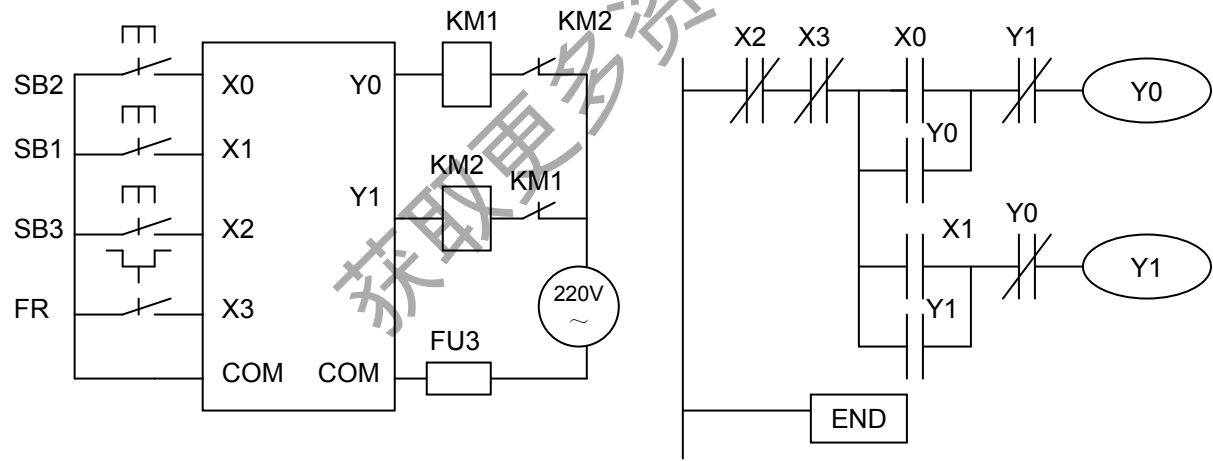 KM1 KM2
SB2 X0 Y0
SB1 X1
KM2 KM1
Y1
SB3 X2
FR X3
220V
~
FU3
COM COM
X2 X3 X0 Y1
Y0
Y0
X1 Y0
Y1
Y1
END
获取更多资